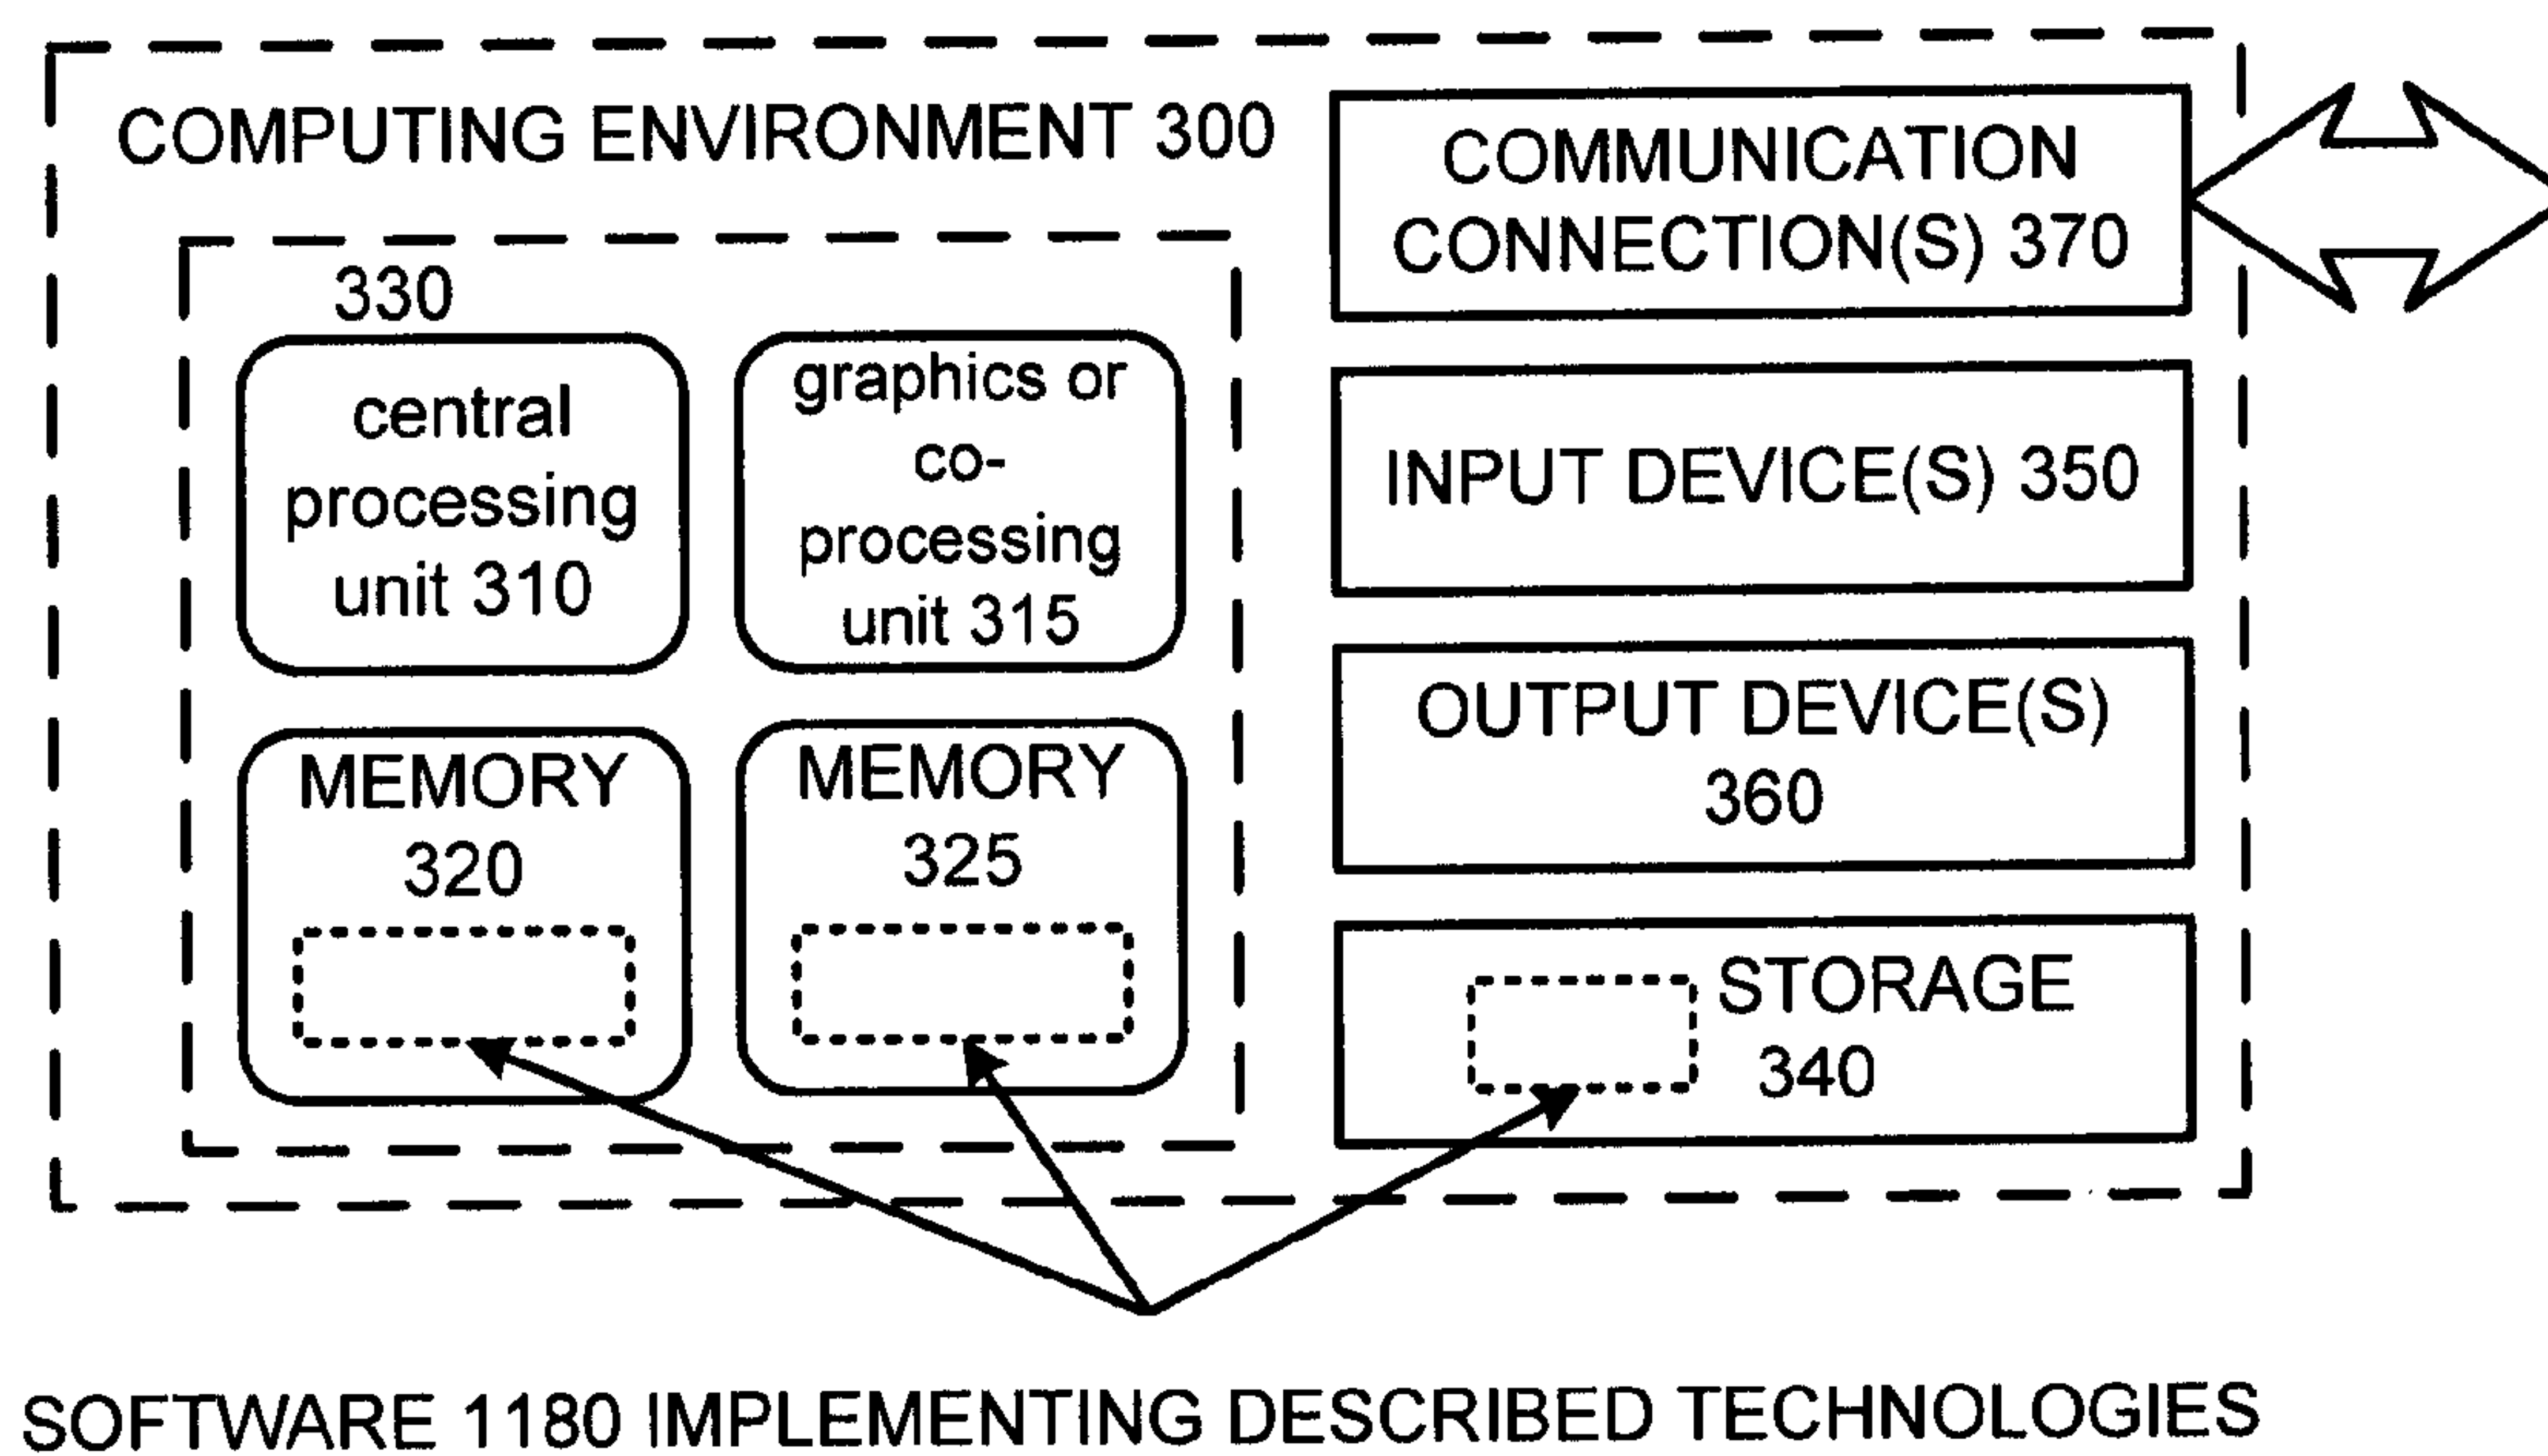 COMPUTING ENVIRONMENT 300
330
central
processing
unit 310
graphics or
co-
processing
unit 315
MEMORY
320
MEMORY
325
COMMUNICATION
CONNECTION(S) 370
INPUT DEVICE(S) 350
OUTPUT DEVICE(S)
360
STORAGE
340
SOFTWARE 1180 IMPLEMENTING DESCRIBED TECHNOLOGIES